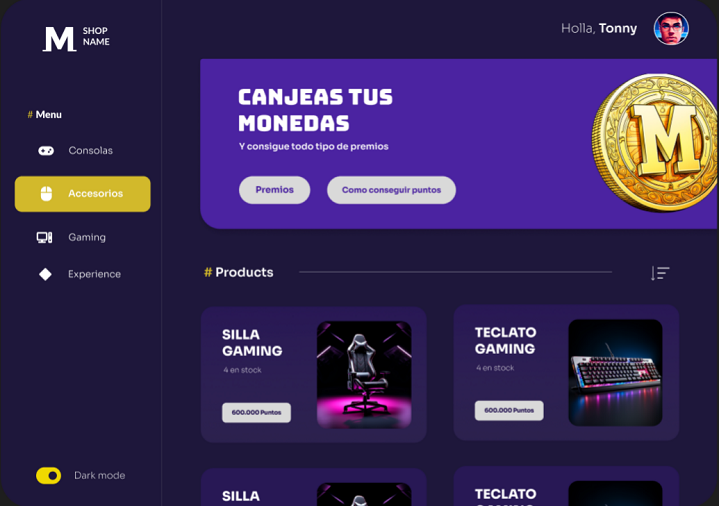 M SHOP
NAME
Holla, Tonny
# Menu
Consolas
Accesorios
Gaming
Experience
Dark mode
CANJEAS TUS
MONEDAS
Y consigue todo tipo de premios
Premios
Como conseguir puntos
M
# Products
SILLA
GAMING
4 en stock
600.000 Puntos
TECLATO
GAMING
4 en stock
600.000 Puntos
SILLA
TECLATO
GAMING